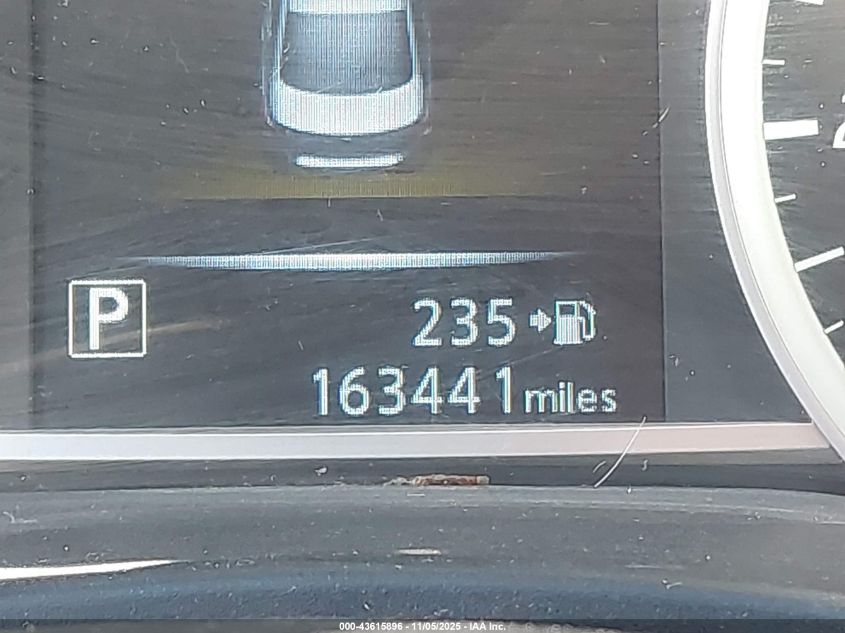 P
235
163441 miles
000-43615896 - 11/05/2025 - IAA Inc.